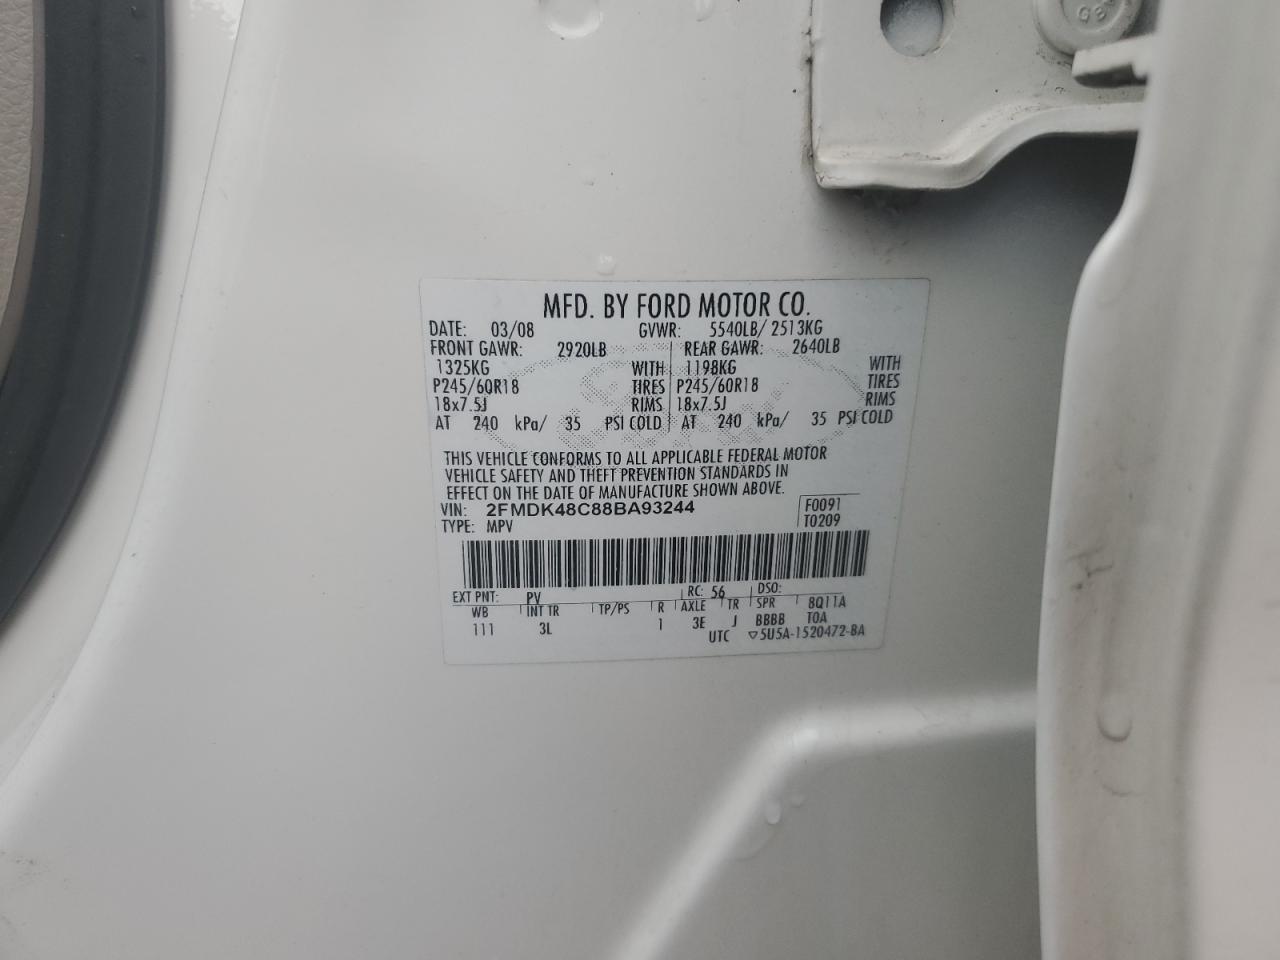 MFD. BY FORD MOTOR CO.
DATE: 03/08 GVWR: 5540LB/ 2513KG
FRONT GAWR: 2920LB REAR GAWR: 2640LB
1325KG WITH 1198KG WITH
P245/60R18 TIRES P245/60R18 TIRES
18x7.5J RIMS 18x7.5J RIMS
AT 240 kPa/ 35 PSI COLD AT 240 kPa/ 35 PSI COLD
THIS VEHICLE CONFORMS TO ALL APPLICABLE FEDERAL MOTOR
VEHICLE SAFETY AND THEFT PREVENTION STANDARDS IN
EFFECT ON THE DATE OF MANUFACTURE SHOWN ABOVE.
VIN: 2FMDK48C88BA93244 F0091
TYPE: MPV T0209
EXT PNT: PV RC: 56 DSO:
WB INT TR TP/PS R AXLE TR SPR 8Q11A
111 3L 1 3E J BBBB T0A
UTC ▽5U5A-1520472-BA